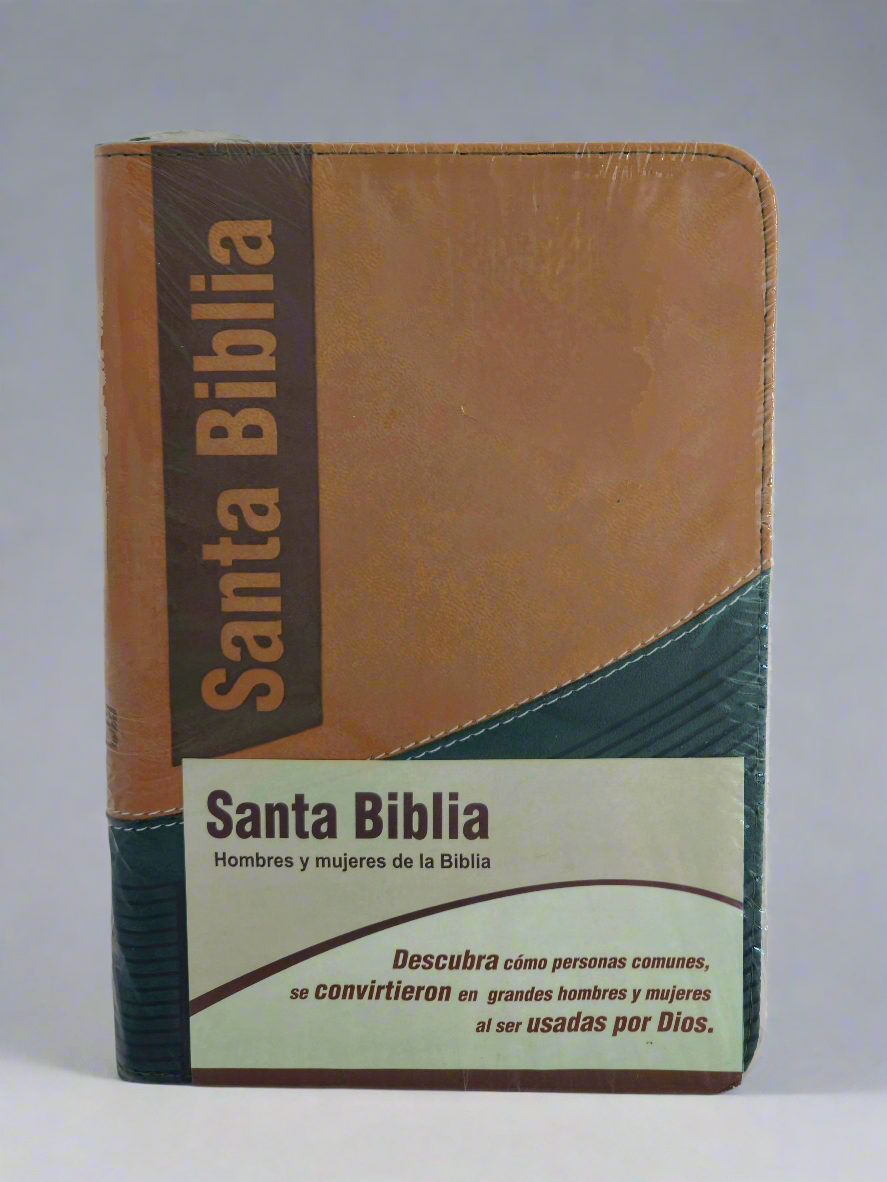 Santa Biblia
Santa Biblia
Hombres y mujeres de la Biblia
Descubra cómo personas comunes,
se convirtieron en grandes hombres y mujeres
al ser usadas por Dios.